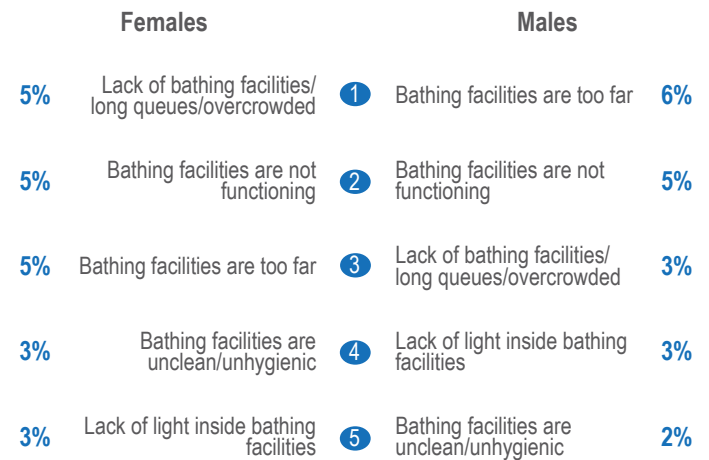 Females Males
5% Lack of bathing facilities/ long queues/overcrowded 1 Bathing facilities are too far 6%
5% Bathing facilities are not functioning 2 Bathing facilities are not functioning 5%
5% Bathing facilities are too far 3 Lack of bathing facilities/ long queues/overcrowded 3%
3% Bathing facilities are unclean/unhygienic 4 Lack of light inside bathing facilities 3%
3% Lack of light inside bathing facilities 5 Bathing facilities are unclean/unhygienic 2%